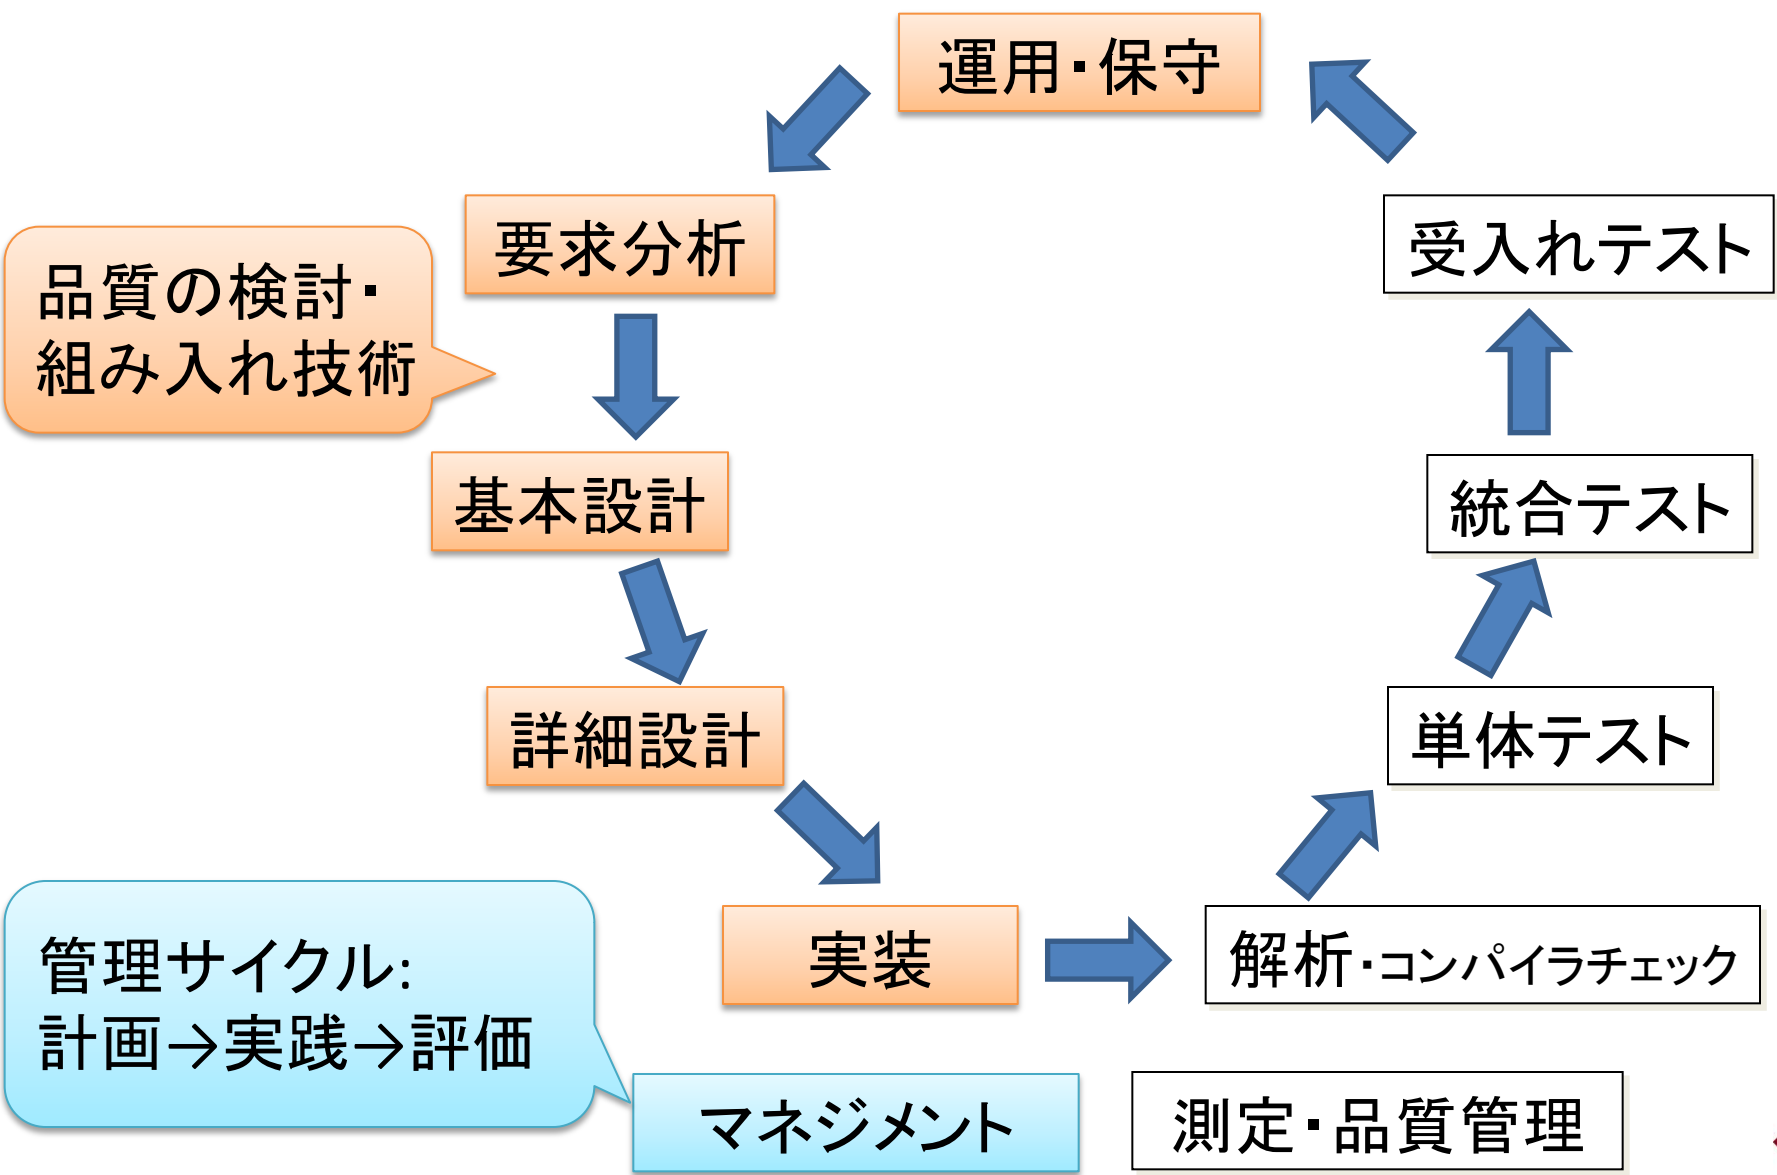 運用・保守
要求分析
受入れテスト
品質の検討・
組み入れ技術
基本設計
統合テスト
詳細設計
単体テスト
実装
解析・コンパイラチェック
管理サイクル:
計画→実践→評価
マネジメント
測定・品質管理